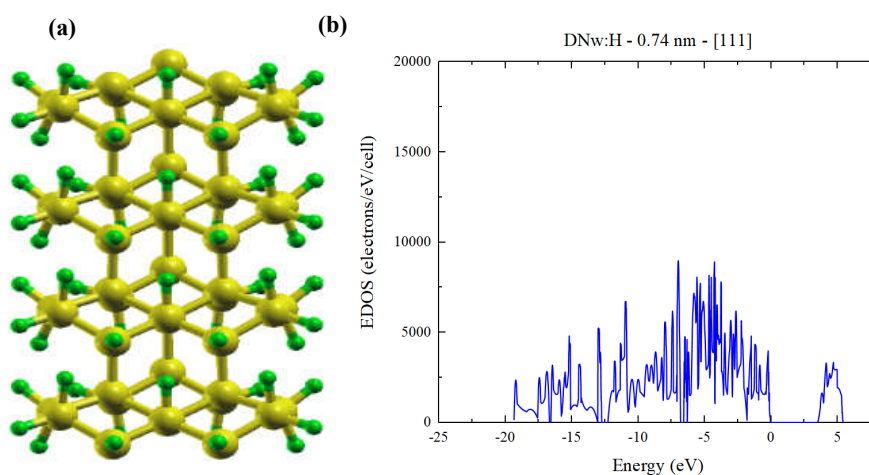 (a)
(b)
DNw:H - 0.74 nm - [111]
20000
15000
10000
5000
0
EDOS (electrons/eV/cell)
-25 -20 -15 -10 -5 0 5
Energy (eV)